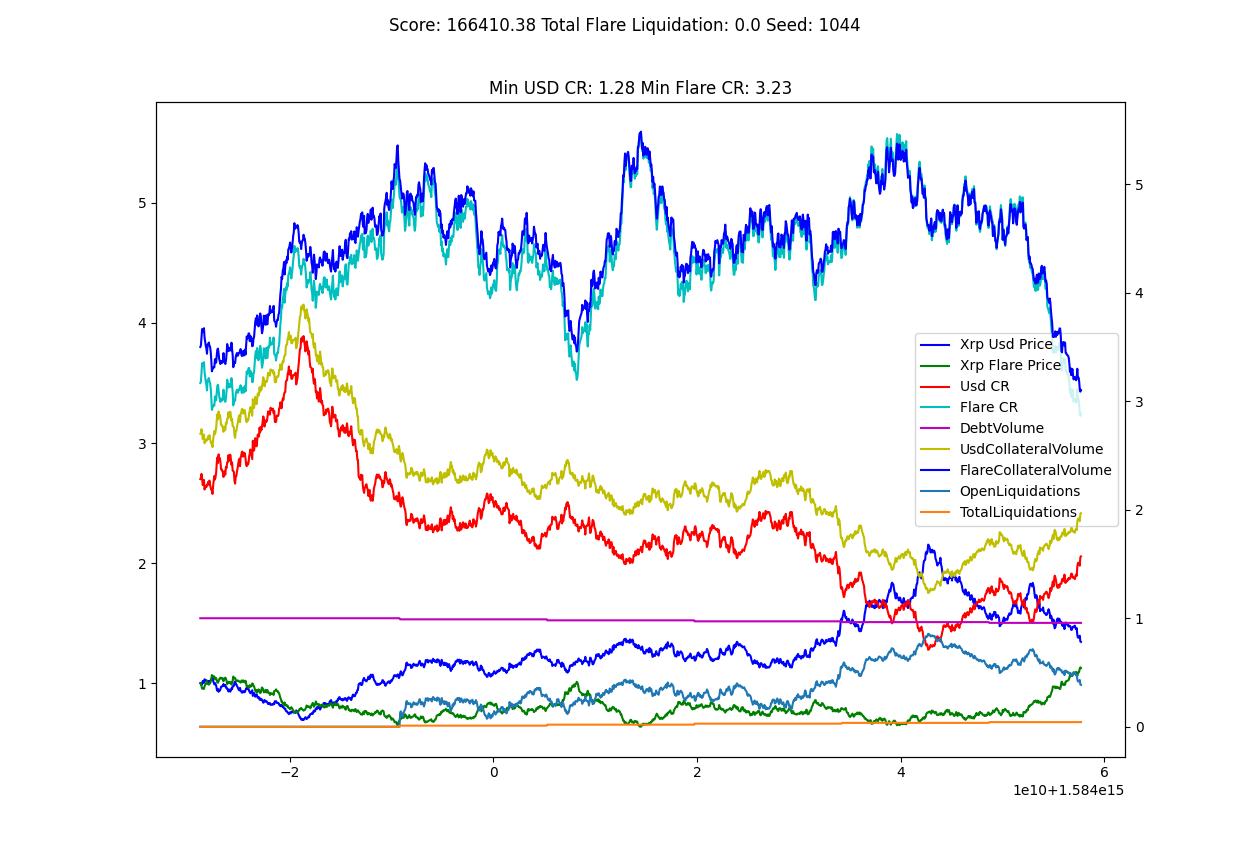 Score: 166410.38 Total Flare Liquidation: 0.0 Seed: 1044
Min USD CR: 1.28 Min Flare CR: 3.23
5
4
3
2
1
5
4
3
2
1
0
Xrp Usd Price
Xrp Flare Price
Usd CR
Flare CR
DebtVolume
UsdCollateralVolume
FlareCollateralVolume
OpenLiquidations
TotalLiquidations
−2 0 2 4 6
1e10+1.584e15